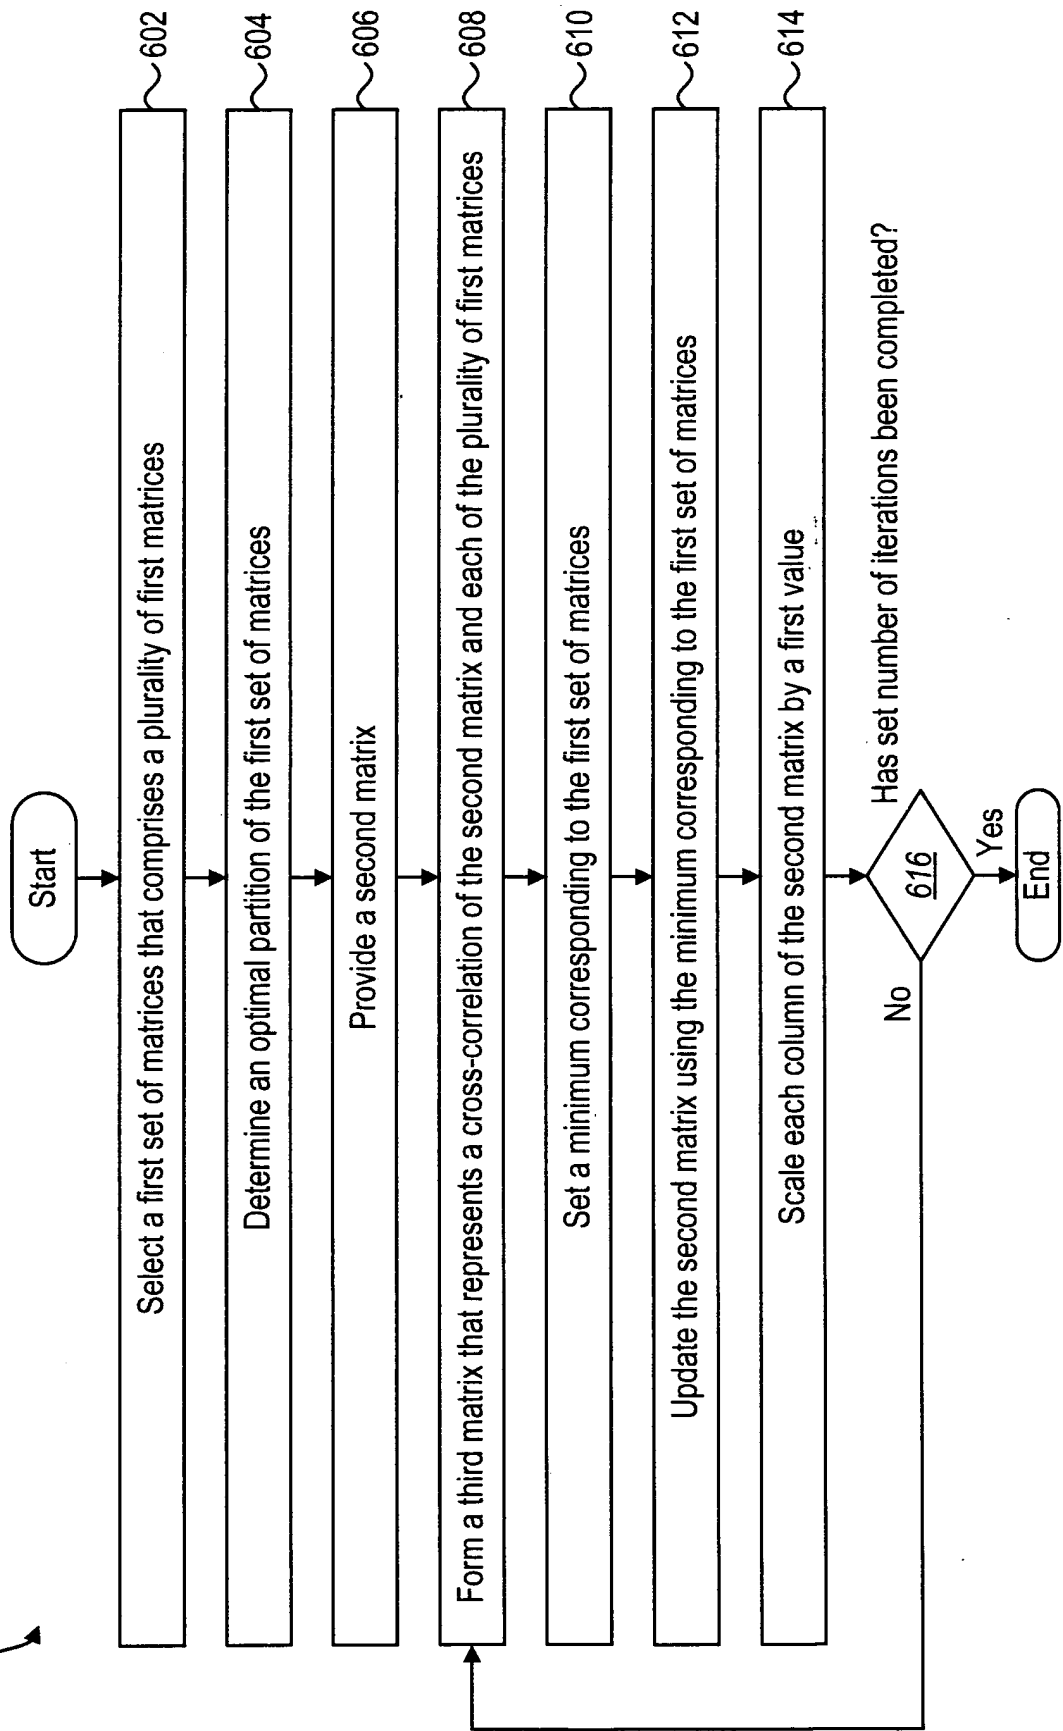 Start
Select a first set of matrices that comprises a plurality of first matrices
602
Determine an optimal partition of the first set of matrices
604
Provide a second matrix
606
Form a third matrix that represents a cross-correlation of the second matrix and each of the plurality of first matrices
608
Set a minimum corresponding to the first set of matrices
610
Update the second matrix using the minimum corresponding to the first set of matrices
612
Scale each column of the second matrix by a first value
614
Has set number of iterations been completed?
616
No
Yes
End